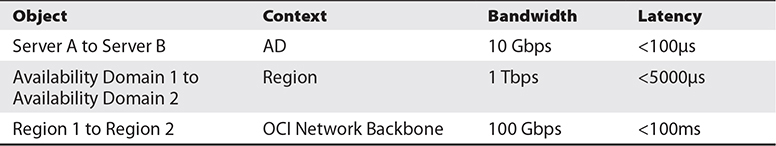 Object Context Bandwidth Latency
Server A to Server B AD 10 Gbps <100μs
Availability Domain 1 to Region 1 Tbps <5000μs
Availability Domain 2
Region 1 to Region 2 OCI Network Backbone 100 Gbps <100ms